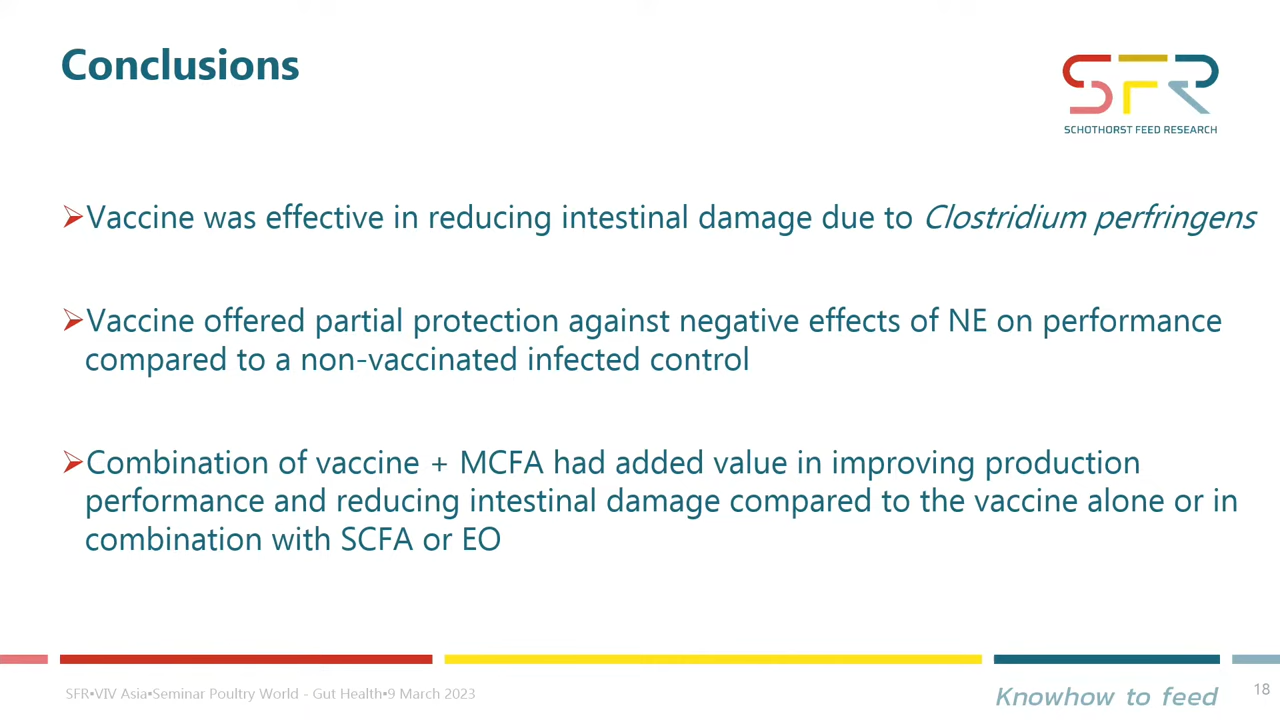 Conclusions
SFR
SCHOTHORST FEED RESEARCH
➢Vaccine was effective in reducing intestinal damage due to Clostridium perfringens
➢Vaccine offered partial protection against negative effects of NE on performance
compared to a non-vaccinated infected control
➢Combination of vaccine + MCFA had added value in improving production
performance and reducing intestinal damage compared to the vaccine alone or in
combination with SCFA or EO
SFR▪VIV Asia▪Seminar Poultry World - Gut Health▪9 March 2023
Knowhow to feed
18